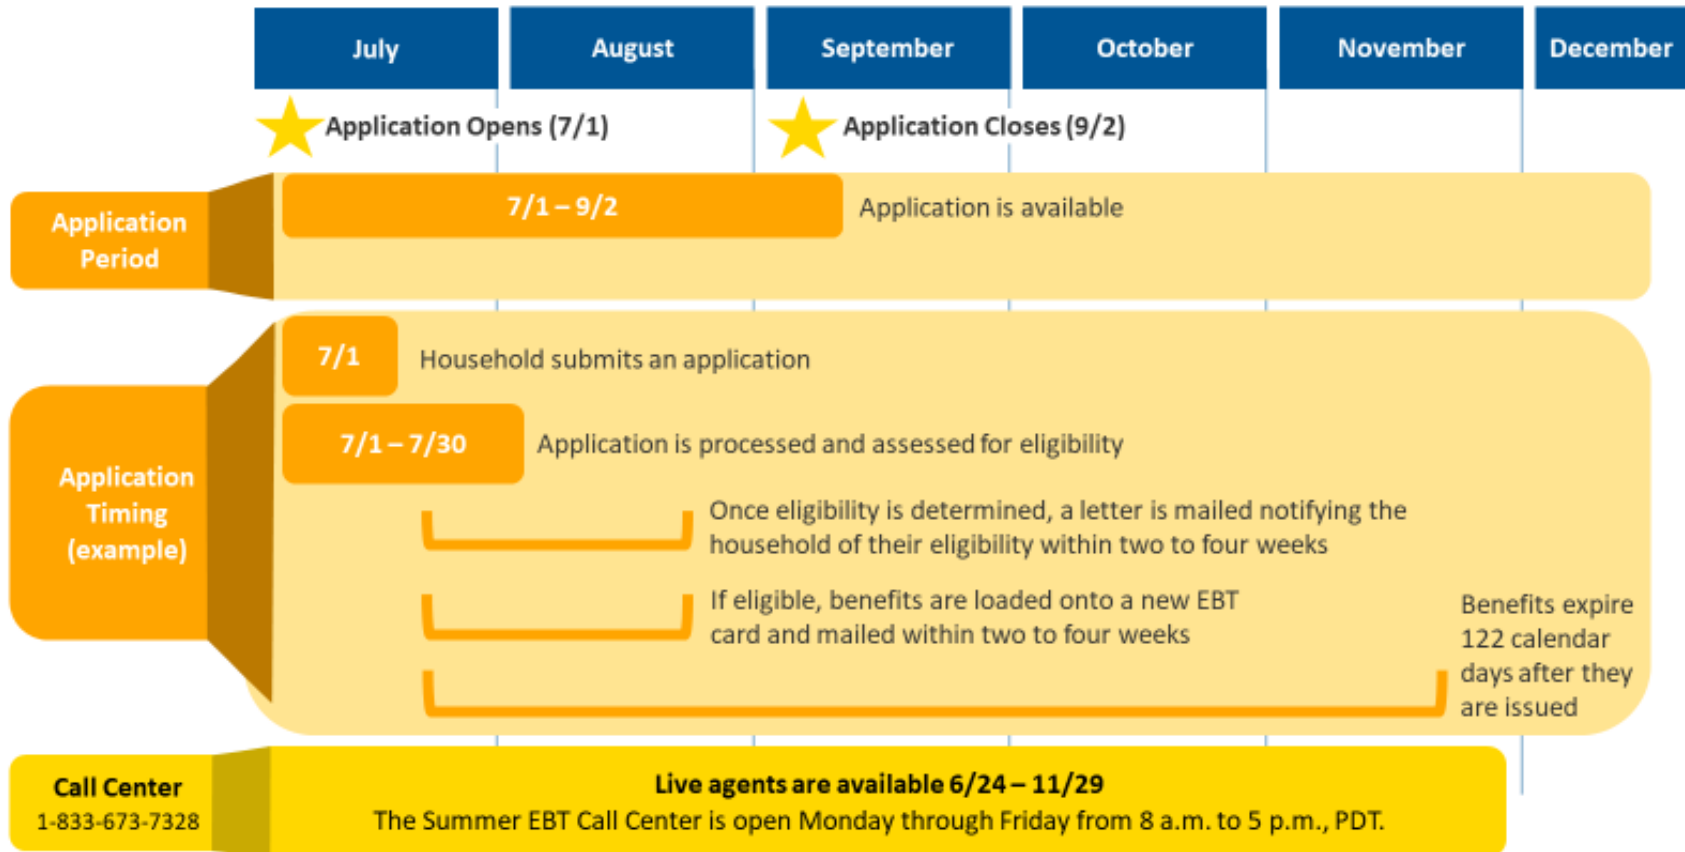 July August September October November December
Application Opens (7/1)
Application Closes (9/2)
Application
Period
7/1 – 9/2
Application is available
Application
Timing
(example)
7/1
Household submits an application
7/1 – 7/30
Application is processed and assessed for eligibility
Once eligibility is determined, a letter is mailed notifying the
household of their eligibility within two to four weeks
If eligible, benefits are loaded onto a new EBT
card and mailed within two to four weeks
Benefits expire
122 calendar
days after they
are issued
Call Center
1-833-673-7328
Live agents are available 6/24 – 11/29
The Summer EBT Call Center is open Monday through Friday from 8 a.m. to 5 p.m., PDT.